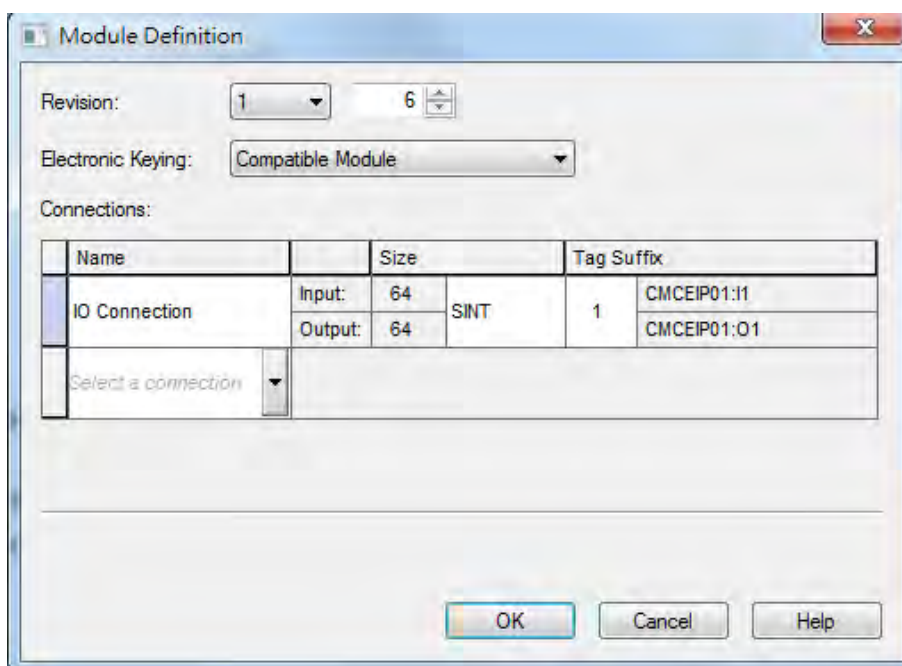 Module Definition
Revision: 1 6
Electronic Keying: Compatible Module
Connections:
Name Size Tag Suffix
IO Connection Input: 64 SINT 1 CMCEIP01:I1
Output: 64 CMCEIP01:O1
Select a connection
OK Cancel Help